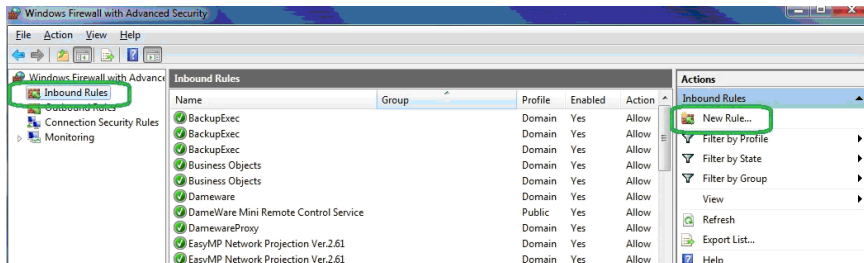 Windows Firewall with Advanced Security
File Action View Help
Windows Firewall with Advance
Inbound Rules
Outbound Rules
Connection Security Rules
Monitoring
Inbound Rules
Name Group Profile Enabled Action
BackupExec Domain Yes Allow
BackupExec Domain Yes Allow
BackupExec Domain Yes Allow
Business Objects Domain Yes Allow
Business Objects Domain Yes Allow
Dameware Domain Yes Allow
DameWare Mini Remote Control Service Public Yes Allow
DamewareProxy Domain Yes Allow
EasyMP Network Projection Ver.2.61 Domain Yes Allow
EasyMP Network Projection Ver.2.61 Domain Yes Allow
Actions
Inbound Rules
New Rule...
Filter by Profile
Filter by State
Filter by Group
View
Refresh
Export List...
Help